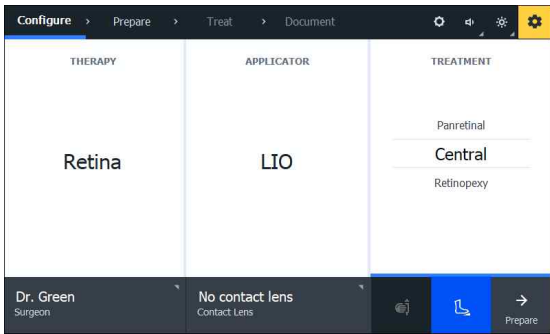 Configure > Prepare > Treat > Document
THERAPY
Retina
APPLICATOR
LIO
TREATMENT
Panretinal
Central
Retinopexy
Dr. Green
Surgeon
No contact lens
Contact Lens
Prepare